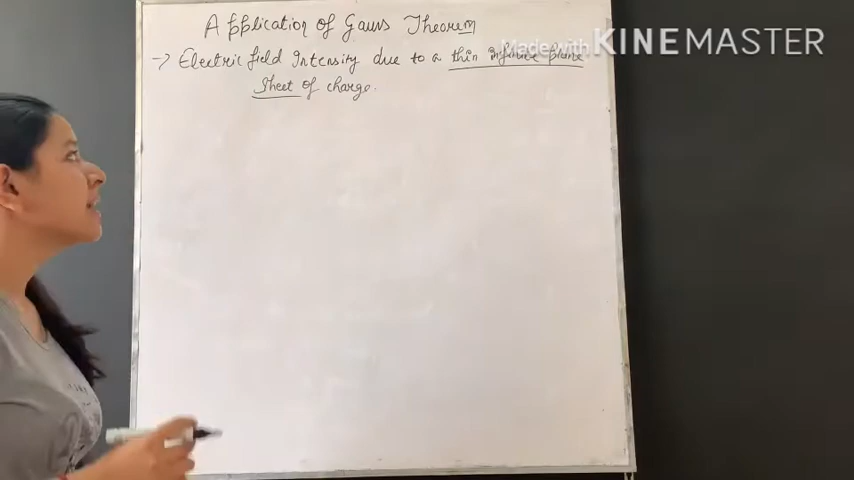 Application of Gauss Theorem
Made with KINEMASTER
→ Electric field Intensity due to a thin infinite plane
Sheet of charge.